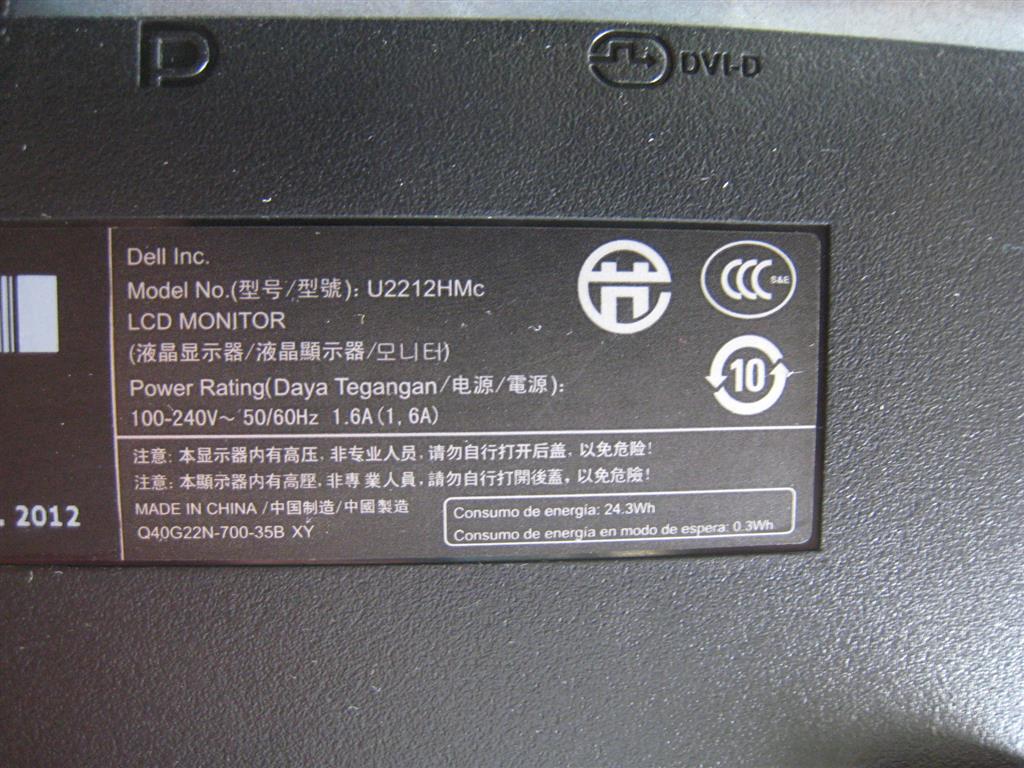 DVI-D
Dell Inc.
Model No.(型号/型號): U2212HMc
LCD MONITOR
(液晶显示器/液晶顯示器/모니터)
Power Rating(Daya Tegangan/电源/電源):
100-240V~ 50/60Hz 1.6A(1,6A)
CCC S&E
10
注意: 本显示器内有高压, 非专业人员, 请勿自行打开后盖, 以免危险!
注意: 本顯示器内有高壓, 非專業人員, 請勿自行打開後蓋, 以免危險!
MADE IN CHINA /中国制造/中國製造
Q40G22N-700-35B XY
Consumo de energía: 24.3Wh
Consumo de energía en modo de espera: 0.3Wh
. 2012